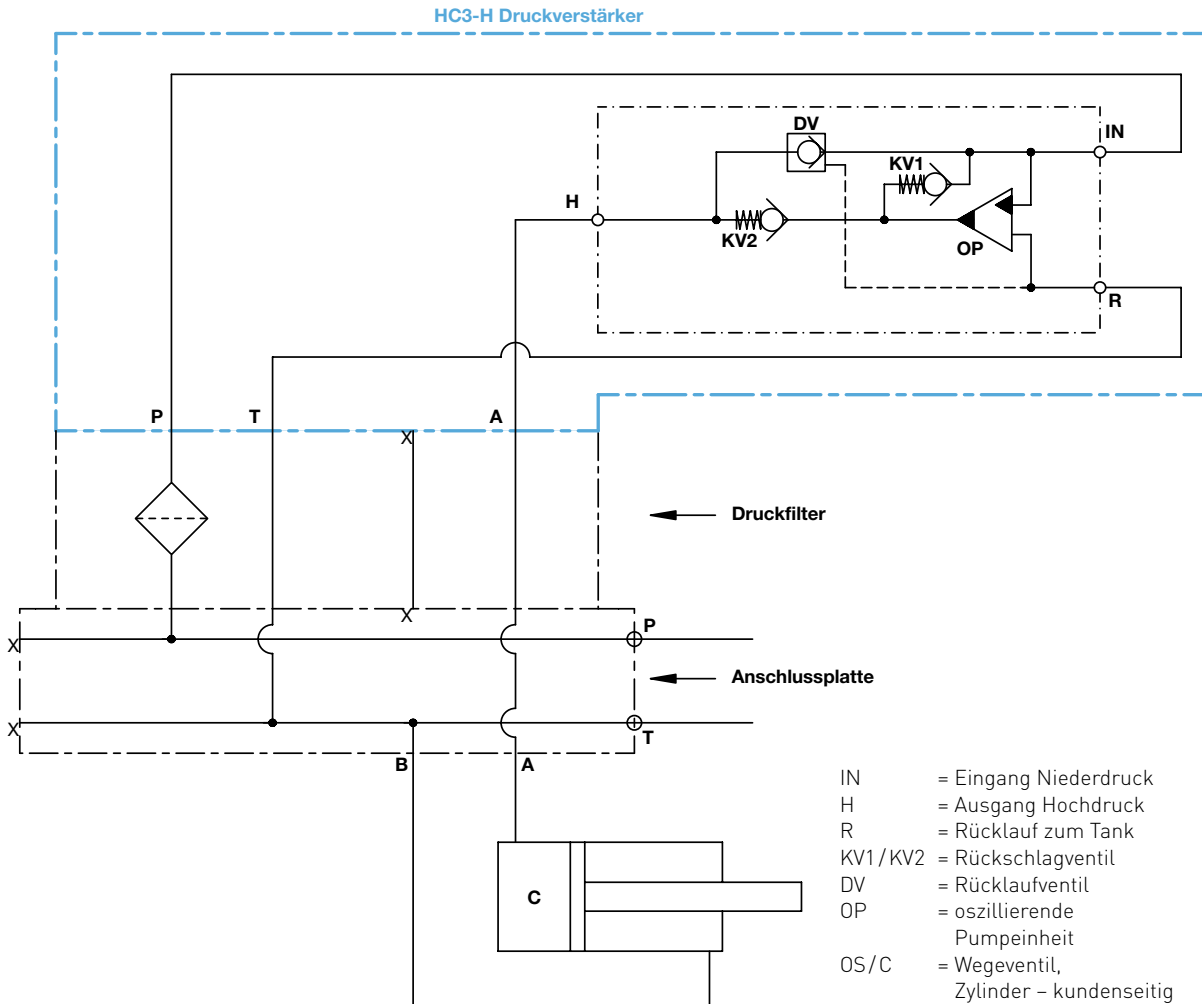 HC3-H Druckverstärker
DV
IN
KV1
H
KV2
OP
R
P T A
X
Druckfilter
X
X P
Anschlussplatte
X T
B A
C
IN = Eingang Niederdruck
H = Ausgang Hochdruck
R = Rücklauf zum Tank
KV1/KV2 = Rückschlagventil
DV = Rücklaufventil
OP = oszillierende
Pumpeinheit
OS/C = Wegeventil,
Zylinder – kundenseitig